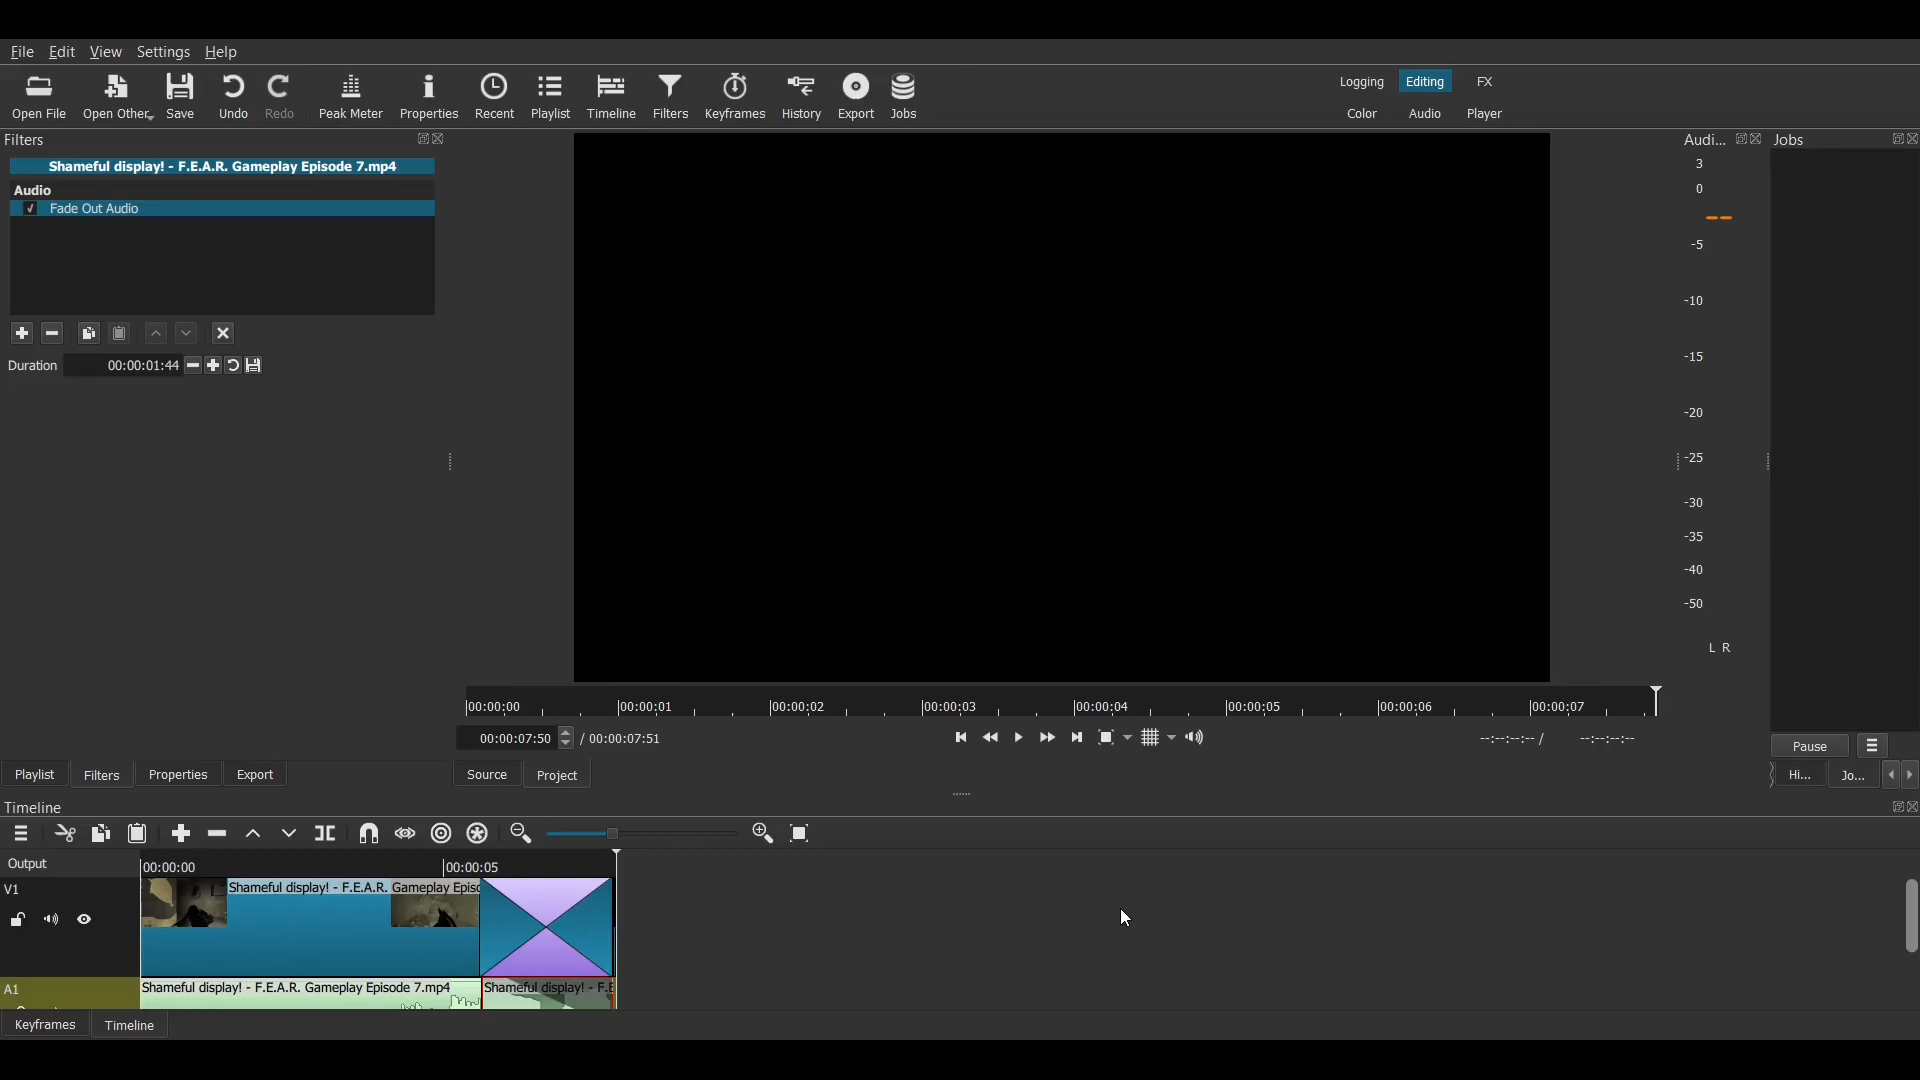 File Edit View Settings Help
Open File Open Other Save Undo Redo Peak Meter Properties Recent Playlist Timeline Filters Keyframes History Export Jobs
Logging Editing FX
Color Audio Player
Filters
Shameful display! - F.E.A.R. Gameplay Episode 7.mp4
Audio
Fade Out Audio
Duration 00:00:01:44
Audi...
3
0
-5
-10
-15
-20
-25
-30
-35
-40
-50
L R
Jobs
00:00:00 00:00:01 00:00:02 00:00:03 00:00:04 00:00:05 00:00:06 00:00:07
00:00:07:50 / 00:00:07:51
--:--:--:-- / --:--:--:--
Pause
Playlist Filters Properties Export
Source Project
Hi... Jo...
Timeline
Output
00:00:00 00:00:05
V1
Shameful display! - F.E.A.R. Gameplay Episo
A1
Shameful display! - F.E.A.R. Gameplay Episode 7.mp4
Shameful display! - F.E
Keyframes Timeline